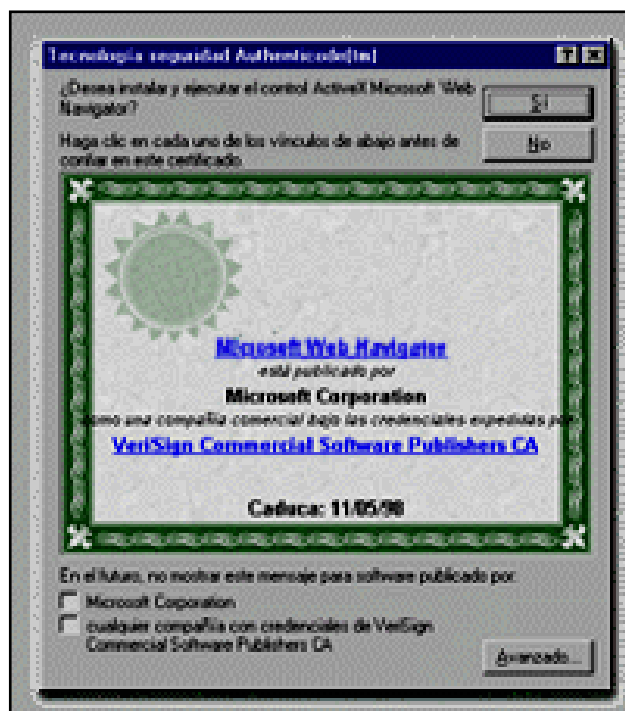 Tecnología seguridad Authenticode(tm)
¿Desea instalar y ejecutar el control ActiveX Microsoft Web
Navigator?
Sí
Haga clic en cada uno de los vínculos de abajo antes de
confiar en este certificado.
No
Microsoft Web Navigator
está publicado por
Microsoft Corporation
como una compañía comercial bajo las credenciales expedidas por
VeriSign Commercial Software Publishers CA
Caduca: 11/05/98
En el futuro, no mostrar este mensaje para software publicado por:
Microsoft Corporation
cualquier compañía con credenciales de VeriSign
Commercial Software Publishers CA
Avanzado...